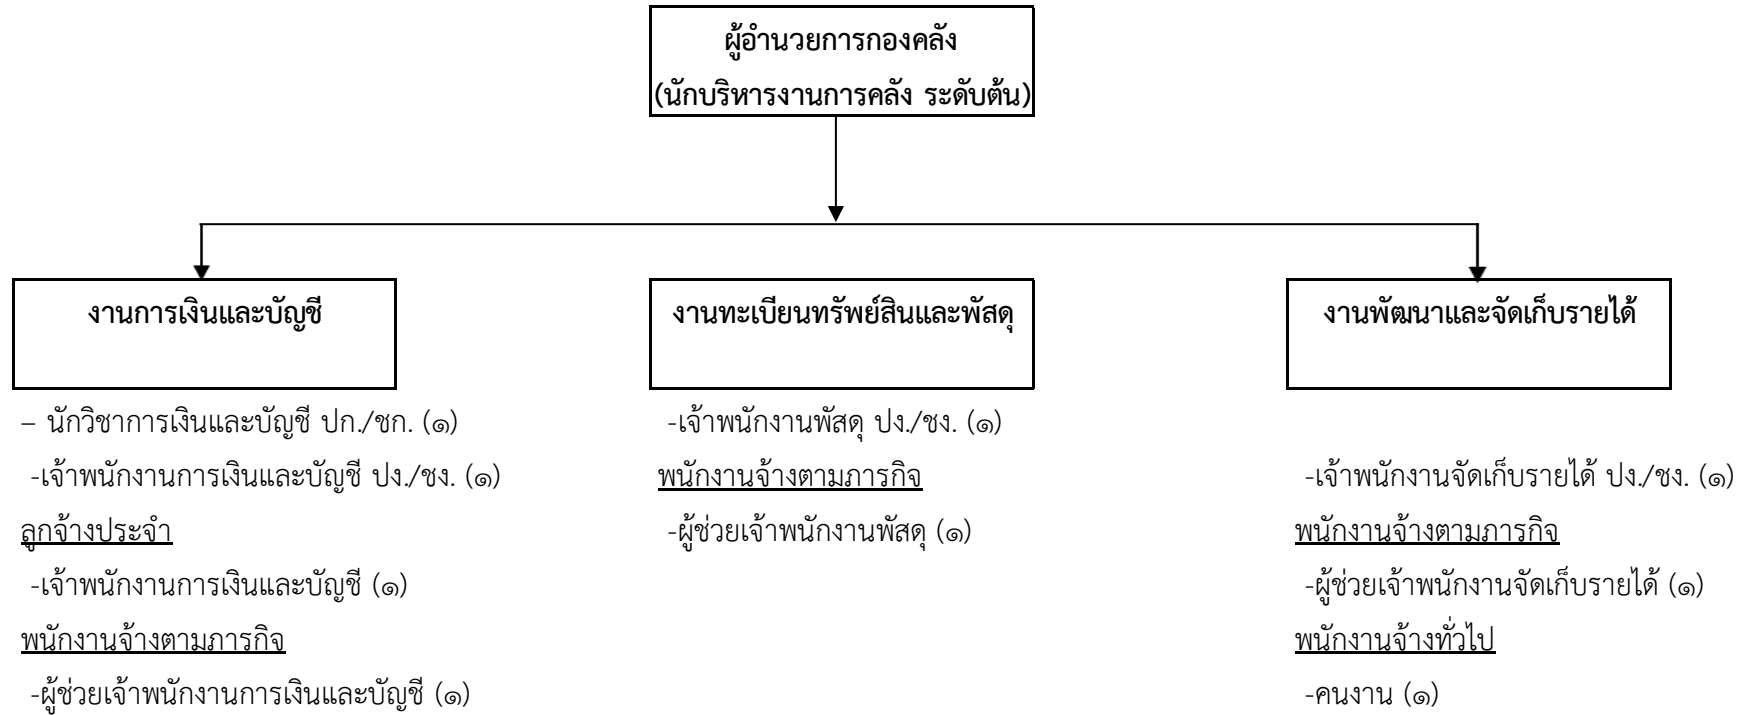 ผู้อำนวยการกองคลัง
(นักบริหารงานการคลัง ระดับต้น)
งานการเงินและบัญชี
– นักวิชาการเงินและบัญชี ปก./ชก. (๑)
-เจ้าพนักงานการเงินและบัญชี ปง./ชง. (๑)
ลูกจ้างประจำ
-เจ้าพนักงานการเงินและบัญชี (๑)
พนักงานจ้างตามภารกิจ
-ผู้ช่วยเจ้าพนักงานการเงินและบัญชี (๑)
งานทะเบียนทรัพย์สินและพัสดุ
-เจ้าพนักงานพัสดุ ปง./ชง. (๑)
พนักงานจ้างตามภารกิจ
-ผู้ช่วยเจ้าพนักงานพัสดุ (๑)
งานพัฒนาและจัดเก็บรายได้
-เจ้าพนักงานจัดเก็บรายได้ ปง./ชง. (๑)
พนักงานจ้างตามภารกิจ
-ผู้ช่วยเจ้าพนักงานจัดเก็บรายได้ (๑)
พนักงานจ้างทั่วไป
-คนงาน (๑)